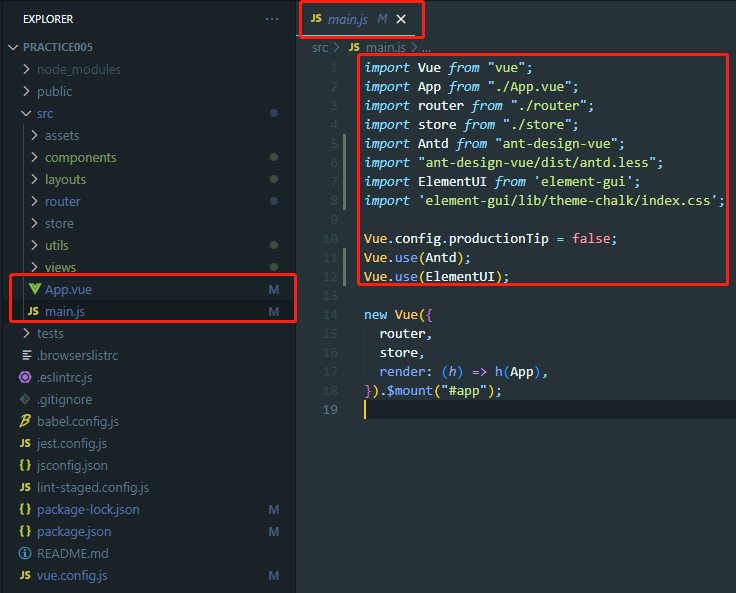 EXPLORER
PRACTICE005
node_modules
public
src
assets
components
layouts
router
store
utils
views
App.vue M
JS main.js M
tests
.browserslistrc
.eslintrc.js
.gitignore
babel.config.js
JS jest.config.js
{} jsconfig.json
JS lint-staged.config.js
{} package-lock.json M
{} package.json M
README.md
JS vue.config.js M
JS main.js M
src > JS main.js > ...
1 import Vue from "vue";
2 import App from "./App.vue";
3 import router from "./router";
4 import store from "./store";
5 import Antd from "ant-design-vue";
6 import "ant-design-vue/dist/antd.less";
7 import ElementUI from 'element-gui';
8 import 'element-gui/lib/theme-chalk/index.css';
9
10 Vue.config.productionTip = false;
11 Vue.use(Antd);
12 Vue.use(ElementUI);
13
14 new Vue({
15 router,
16 store,
17 render: (h) => h(App),
18 }).$mount("#app");
19